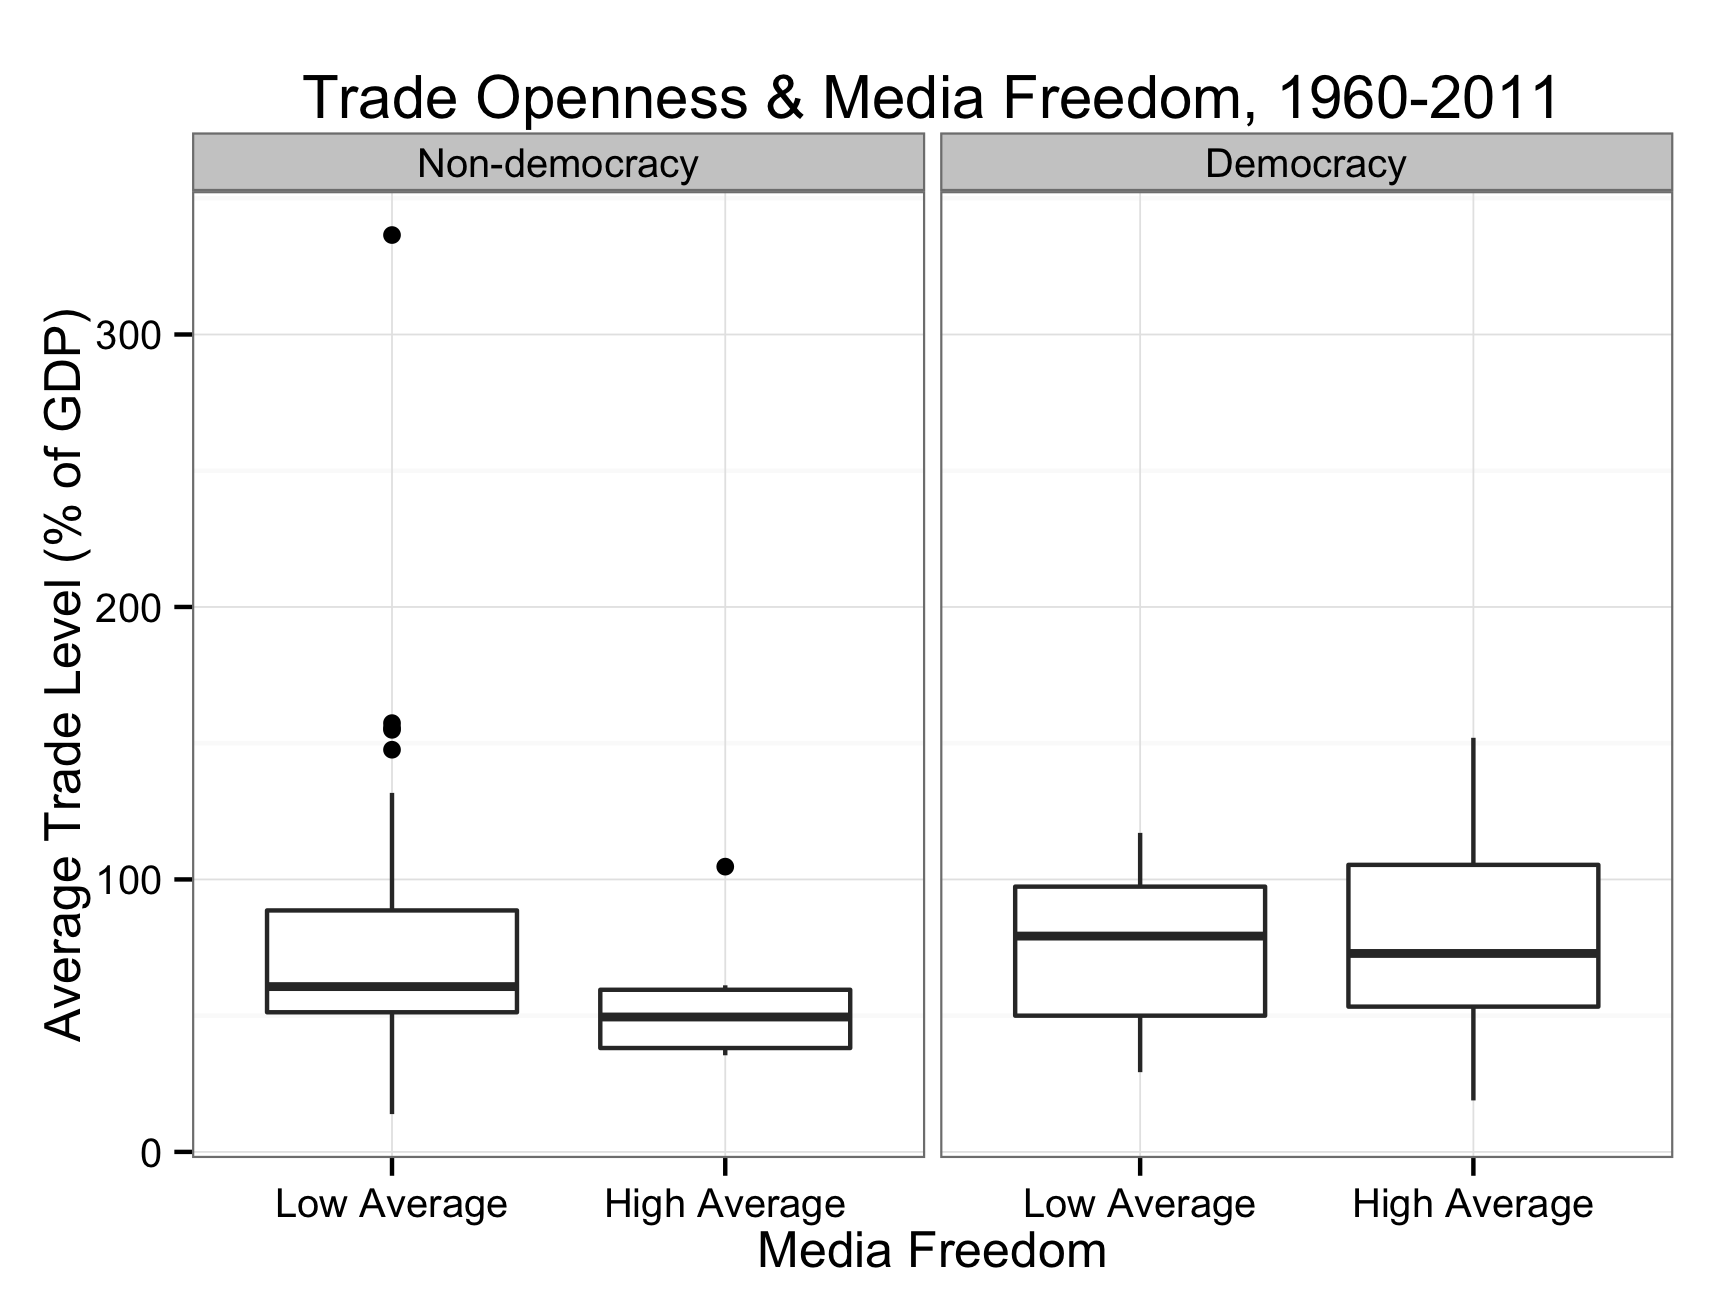 Trade Openness & Media Freedom, 1960-2011
Non-democracy
Democracy
Average Trade Level (% of GDP)
300
200
100
0
Low Average
High Average
Low Average
High Average
Media Freedom